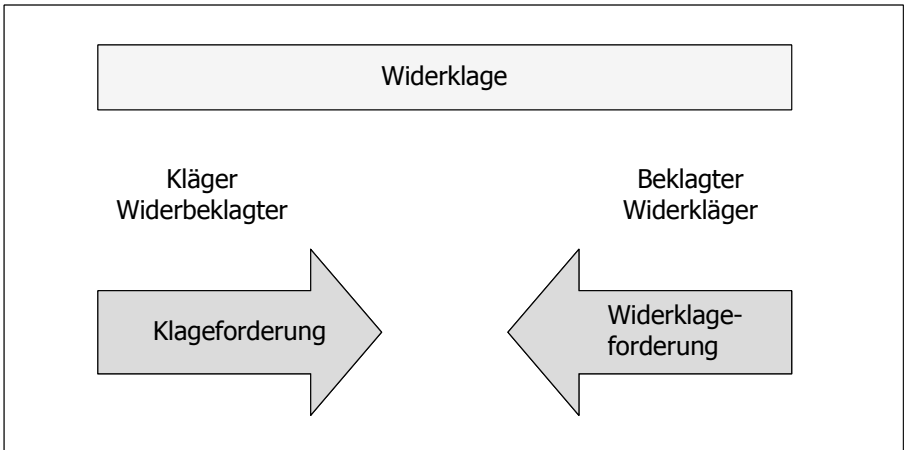 Widerklage
Kläger
Widerbeklagter
Beklagter
Widerkläger
Klageforderung
Widerklage-
forderung